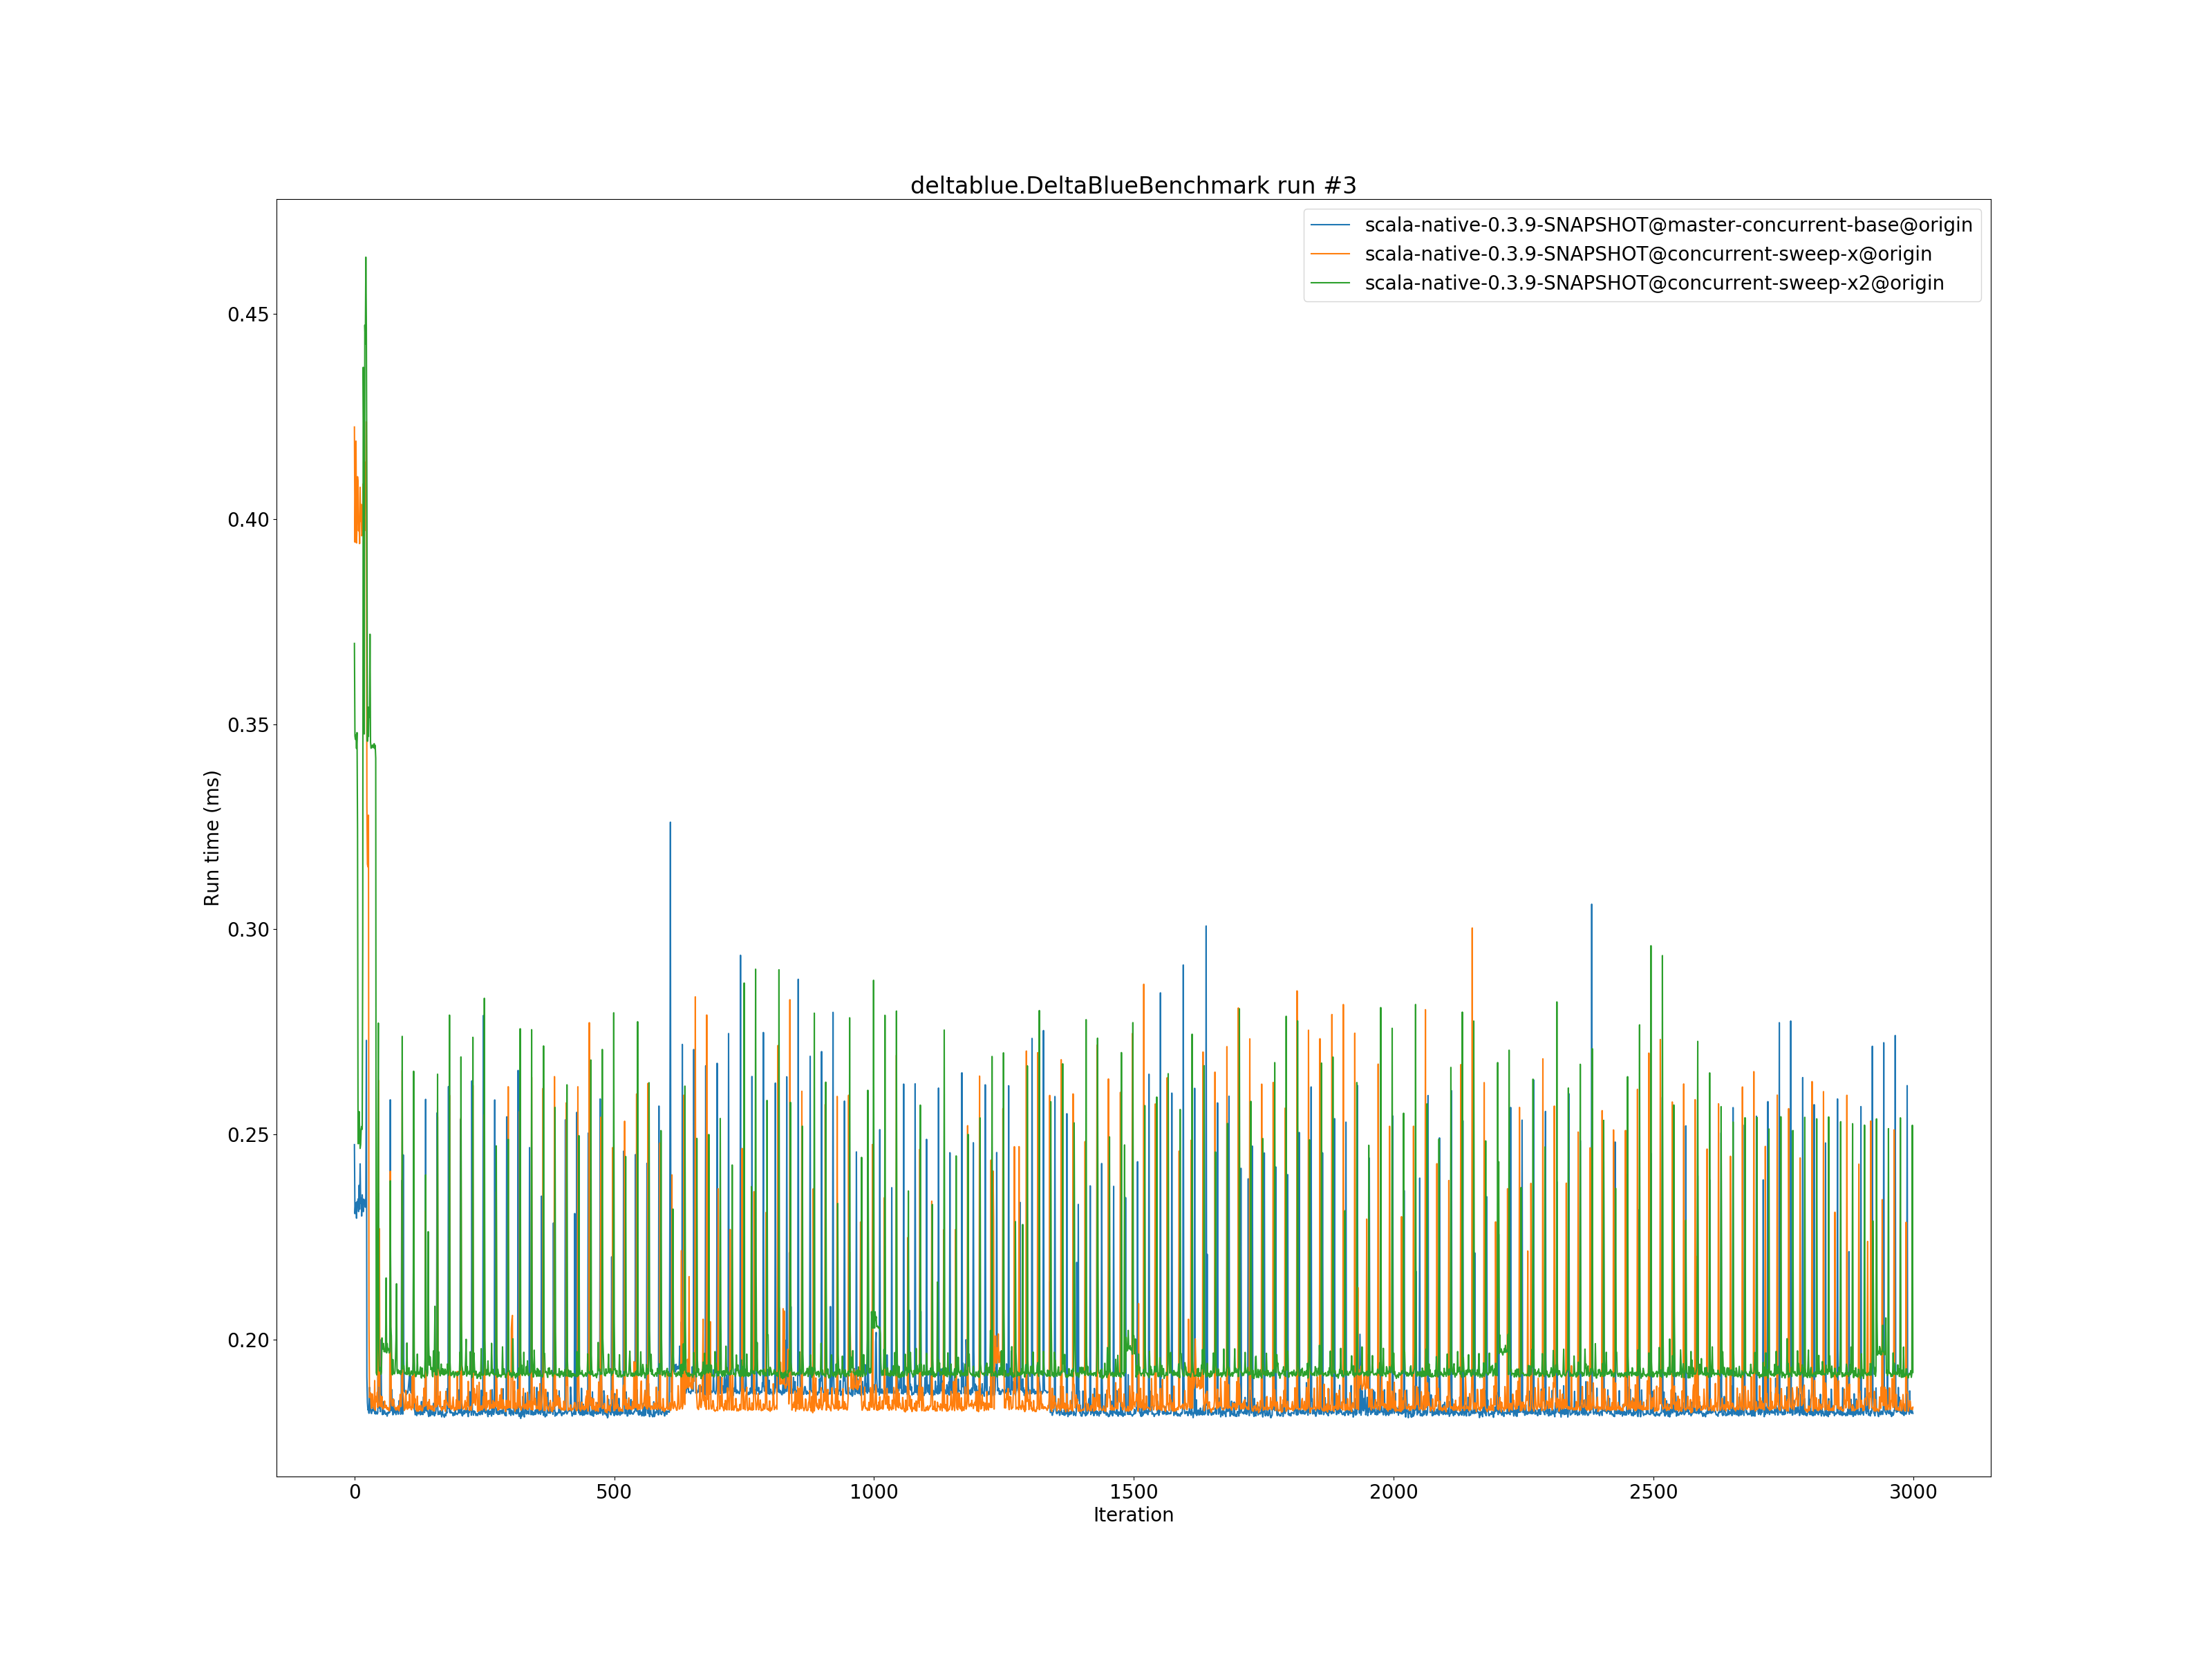 deltablue.DeltaBlueBenchmark run #3
scala-native-0.3.9-SNAPSHOT@master-concurrent-base@origin
scala-native-0.3.9-SNAPSHOT@concurrent-sweep-x@origin
scala-native-0.3.9-SNAPSHOT@concurrent-sweep-x2@origin
0.45
0.40
0.35
0.30
0.25
0.20
Run time (ms)
0 500 1000 1500 2000 2500 3000
Iteration